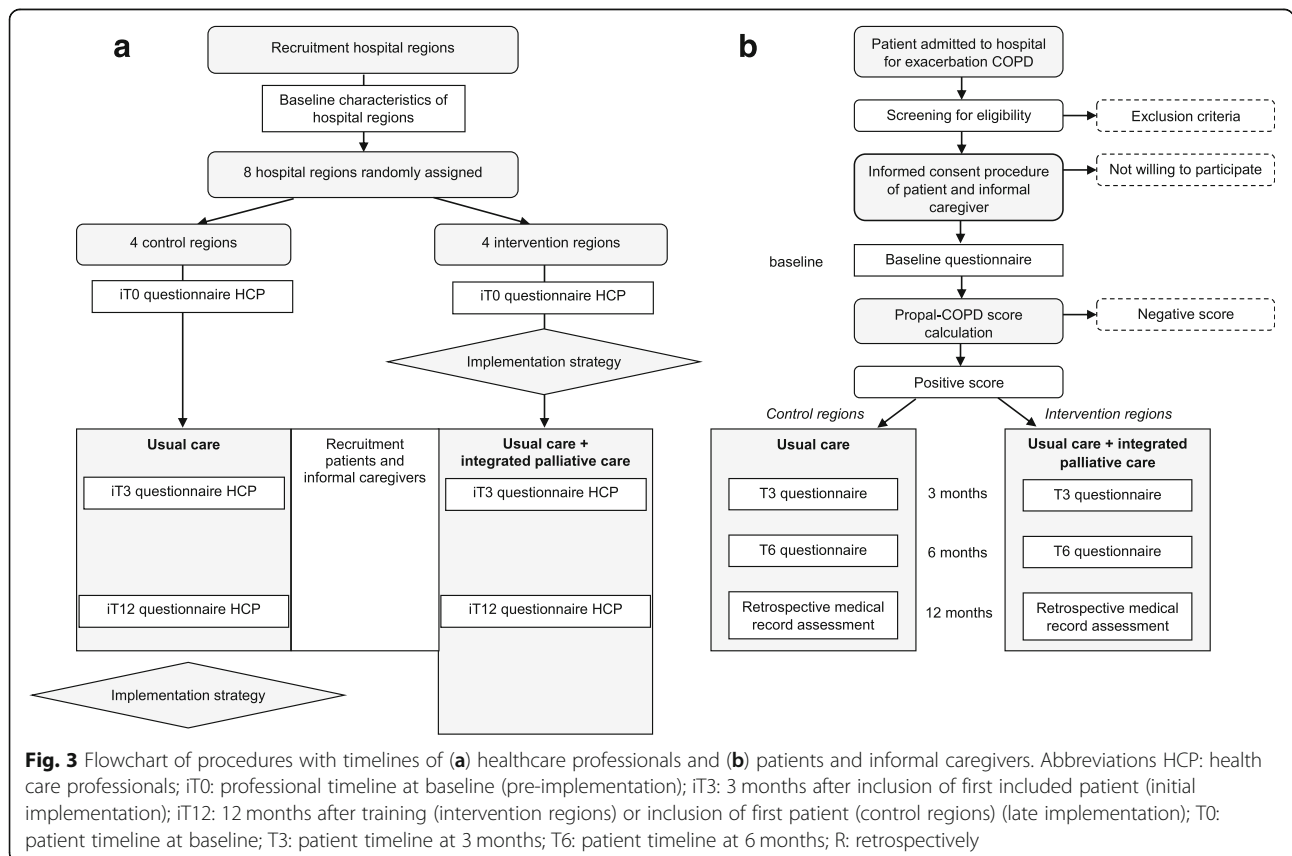 a
Recruitment hospital regions
Baseline characteristics of
hospital regions
8 hospital regions randomly assigned
4 control regions
4 intervention regions
iT0 questionnaire HCP
iT0 questionnaire HCP
Implementation strategy
Usual care
Recruitment
patients and
informal caregivers
Usual care +
integrated palliative care
iT3 questionnaire HCP
iT3 questionnaire HCP
iT12 questionnaire HCP
iT12 questionnaire HCP
Implementation strategy
b
Patient admitted to hospital
for exacerbation COPD
Screening for eligibility
Exclusion criteria
Informed consent procedure
of patient and informal
caregiver
Not willing to participate
baseline
Baseline questionnaire
Propal-COPD score
calculation
Negative score
Positive score
Control regions
Intervention regions
Usual care
Usual care + integrated
palliative care
T3 questionnaire
3 months
T3 questionnaire
T6 questionnaire
6 months
T6 questionnaire
Retrospective medical
record assessment
12 months
Retrospective medical
record assessment
Fig. 3 Flowchart of procedures with timelines of (a) healthcare professionals and (b) patients and informal caregivers. Abbreviations HCP: health
care professionals; iT0: professional timeline at baseline (pre-implementation); iT3: 3 months after inclusion of first included patient (initial
implementation); iT12: 12 months after training (intervention regions) or inclusion of first patient (control regions) (late implementation); T0:
patient timeline at baseline; T3: patient timeline at 3 months; T6: patient timeline at 6 months; R: retrospectively